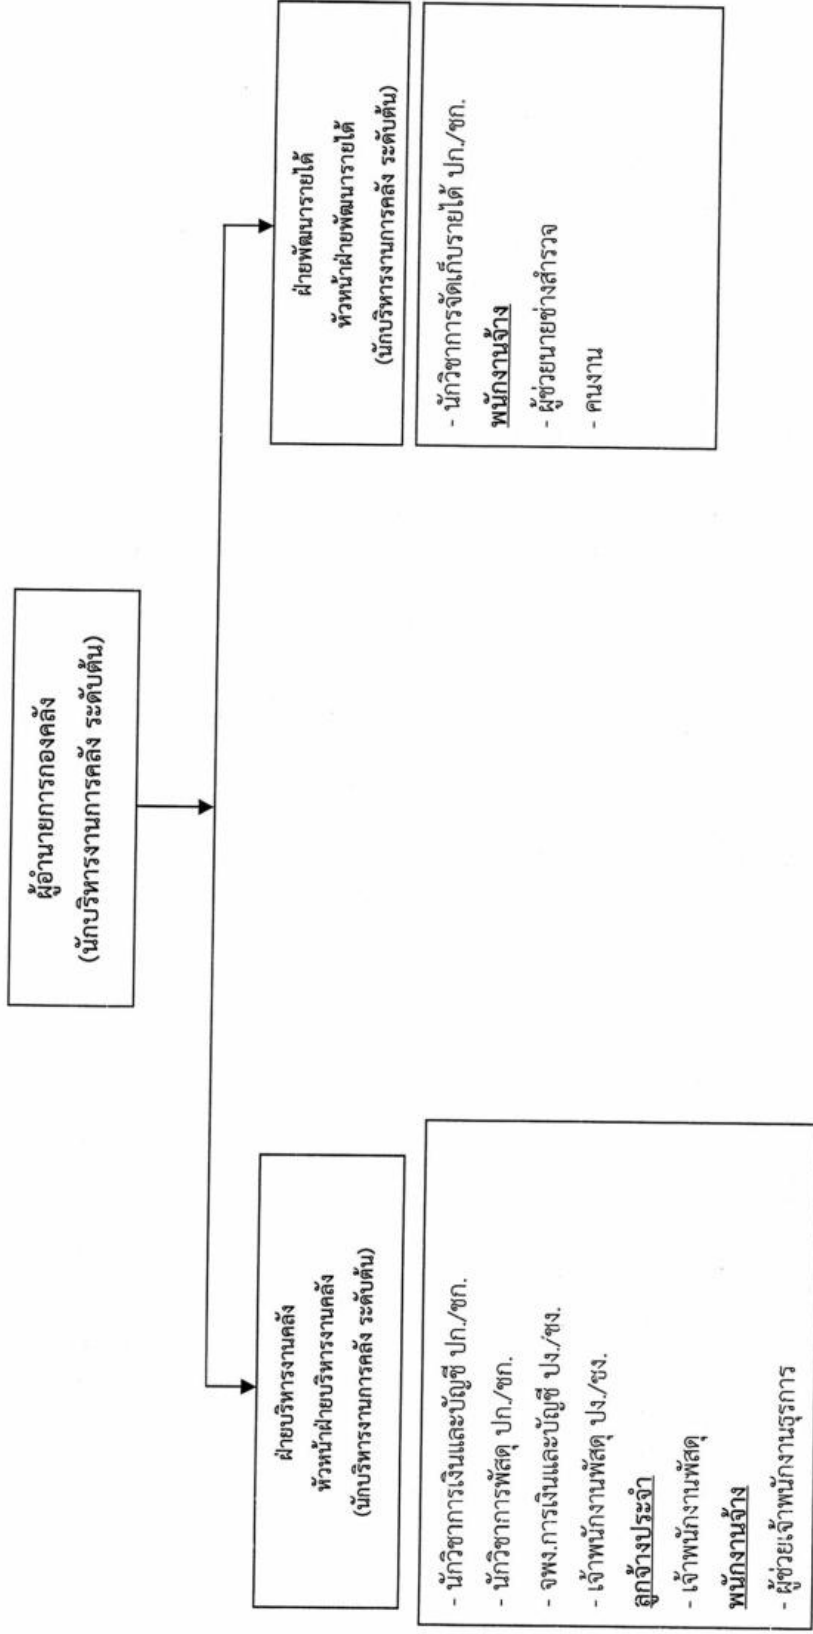 ผู้อำนายการกองคลัง
(นักบริหารงานการคลัง ระดับต้น)
ฝ่ายบริหารงานคลัง
หัวหน้าฝ่ายบริหารงานคลัง
(นักบริหารงานการคลัง ระดับต้น)
- นักวิชาการเงินและบัญชี ปก./ชก.
- นักวิชาการพัสดุ ปก./ชก.
- จพง.การเงินและบัญชี ปง./ชง.
- เจ้าพนักงานพัสดุ ปง./ชง.
ลูกจ้างประจำ
- เจ้าพนักงานพัสดุ
พนักงานจ้าง
- ผู้ช่วยเจ้าพนักงานธุรการ
ฝ่ายพัฒนารายได้
หัวหน้าฝ่ายพัฒนารายได้
(นักบริหารงานการคลัง ระดับต้น)
- นักวิชาการจัดเก็บรายได้ ปก./ชก.
พนักงานจ้าง
- ผู้ช่วยนายช่างสำรวจ
- คนงาน